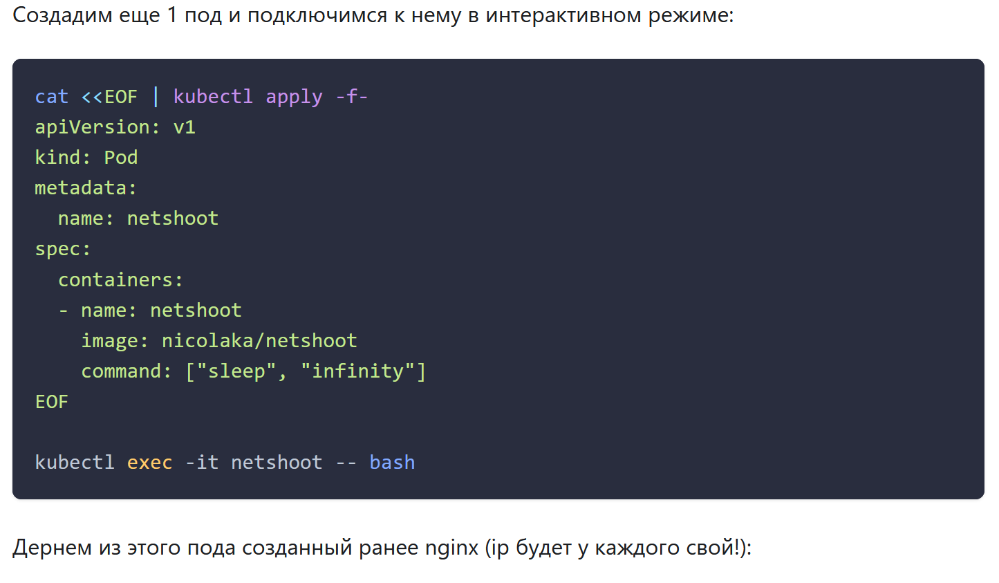 Создадим еще 1 под и подключимся к нему в интерактивном режиме:
cat <<EOF | kubectl apply -f-
apiVersion: v1
kind: Pod
metadata:
  name: netshoot
spec:
  containers:
  - name: netshoot
    image: nicolaka/netshoot
    command: ["sleep", "infinity"]
EOF
kubectl exec -it netshoot -- bash
Дернем из этого пода созданный ранее nginx (ip будет у каждого свой!):